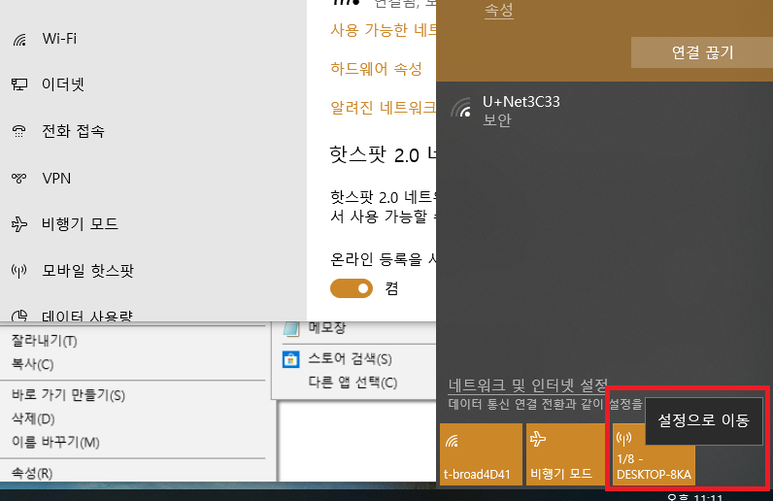 Wi-Fi
이더넷
전화 접속
VPN
비행기 모드
모바일 핫스팟
데이터 사용량
사용 가능한 네트
하드웨어 속성
알려진 네트워크
핫스팟 2.0 네
핫스팟 2.0 네트워
서 사용 가능할
온라인 등록을 사
켬
잘라내기(T)
복사(C)
바로 가기 만들기(S)
삭제(D)
이름 바꾸기(M)
속성(R)
메모장
스토어 검색(S)
다른 앱 선택(C)
속성
연결 끊기
U+Net3C33
보안
네트워크 및 인터넷 설정
데이터 통신 연결 전환과 같이 설정을
설정으로 이동
t-broad4D41
비행기 모드
1/8 -
DESKTOP-8KA
오후 11:11